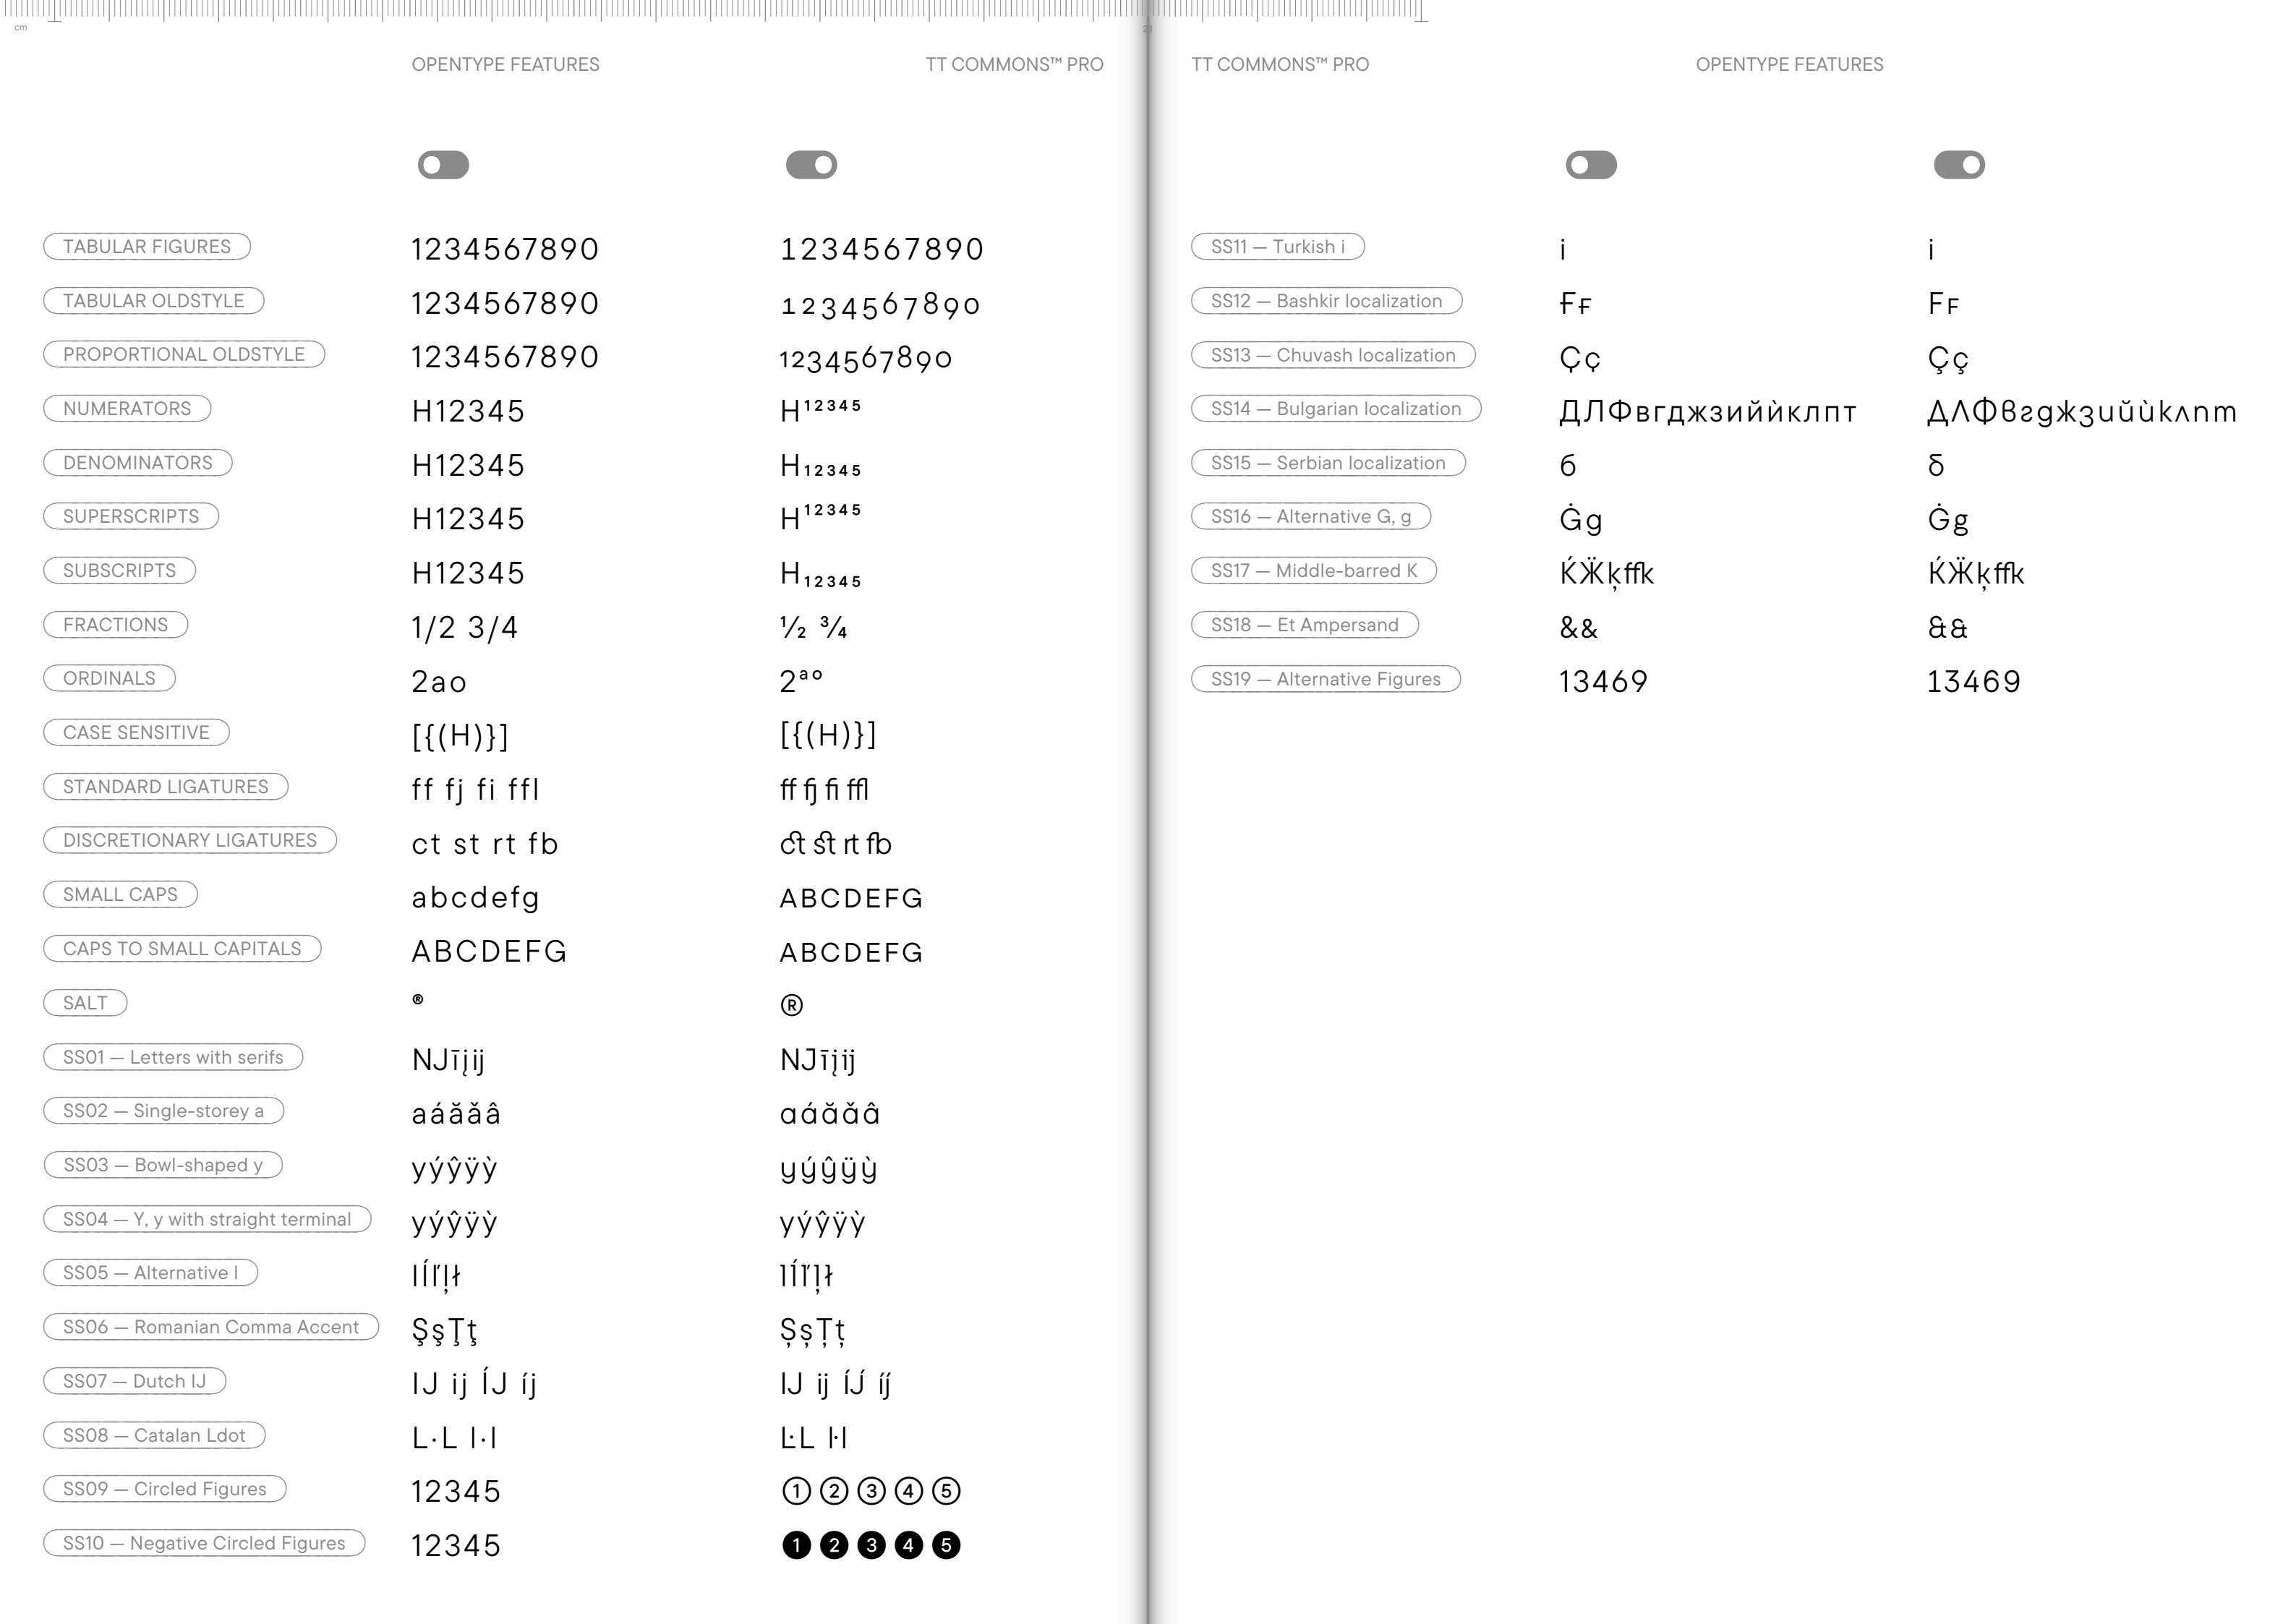 cm
21
OPENTYPE FEATURES TT COMMONS™ PRO
TABULAR FIGURES 1234567890 1234567890
TABULAR OLDSTYLE 1234567890 1234567890
PROPORTIONAL OLDSTYLE 1234567890 1234567890
NUMERATORS H12345 H¹²³⁴⁵
DENOMINATORS H12345 H₁₂₃₄₅
SUPERSCRIPTS H12345 H¹²³⁴⁵
SUBSCRIPTS H12345 H₁₂₃₄₅
FRACTIONS 1/2 3/4 ½ ¾
ORDINALS 2ao 2ªº
CASE SENSITIVE [{(H)}] [{(H)}]
STANDARD LIGATURES ff fj fi ffl ff fj fi ffl
DISCRETIONARY LIGATURES ct st rt fb ct st rt fb
SMALL CAPS abcdefg ABCDEFG
CAPS TO SMALL CAPITALS ABCDEFG ABCDEFG
SALT ® ®
SS01 — Letters with serifs NJīįij NJīįij
SS02 — Single-storey a aáăǎâ aáăǎâ
SS03 — Bowl-shaped y yýŷÿỳ yýŷÿỳ
SS04 — Y, y with straight terminal yýŷÿỳ yýŷÿỳ
SS05 — Alternative l lĺľļł lĺľļł
SS06 — Romanian Comma Accent ŞşŢţ ȘșȚț
SS07 — Dutch IJ IJ ij ÍJ íj IJ ij ÍJ́ íj́
SS08 — Catalan Ldot L·L l·l ĿL ŀl
SS09 — Circled Figures 12345 ①②③④⑤
SS10 — Negative Circled Figures 12345 ❶❷❸❹❺
TT COMMONS™ PRO OPENTYPE FEATURES
SS11 — Turkish i i i
SS12 — Bashkir localization Ғғ Ғғ
SS13 — Chuvash localization Ҫҫ Ҫҫ
SS14 — Bulgarian localization ДЛФвгджзийѝклпт ДЛФвгджзийѝклпт
SS15 — Serbian localization б б
SS16 — Alternative G, g Ġg Ġg
SS17 — Middle-barred K ḰӜķffk ḰӜķffk
SS18 — Et Ampersand && &&
SS19 — Alternative Figures 13469 13469